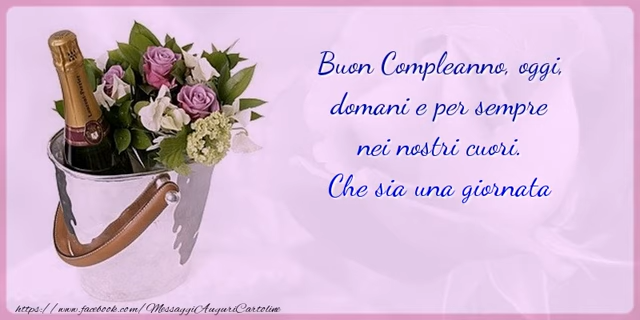 Buon Compleanno, oggi,
domani e per sempre
nei nostri cuori.
Che sia una giornata
https://www.facebook.com/MessaggiAuguriCartoline